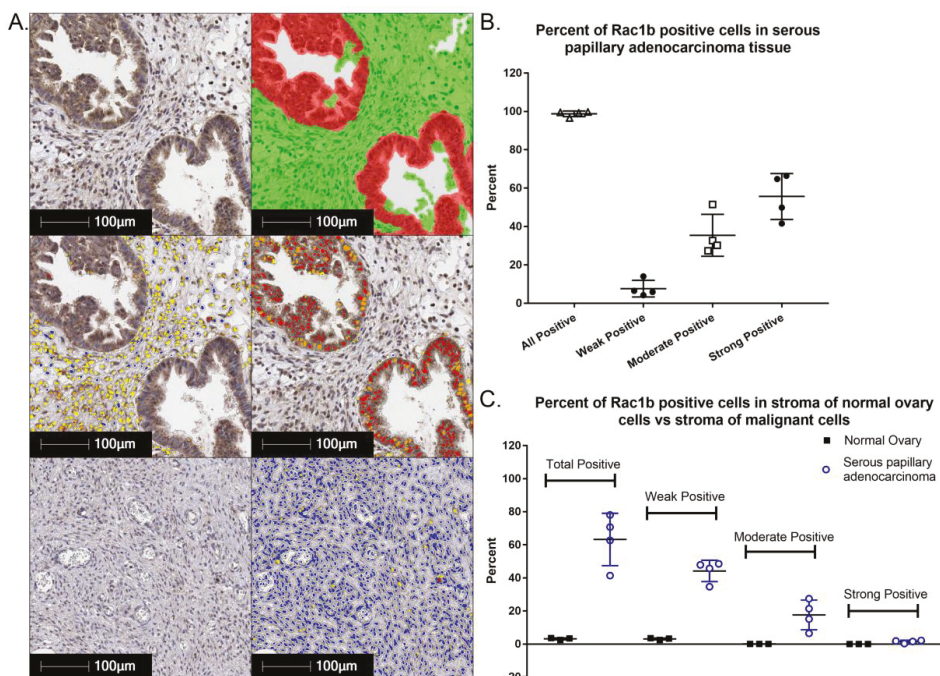 A.
100µm
100µm
100µm
100µm
100µm
100µm
B.
Percent of Rac1b positive cells in serous
papillary adenocarcinoma tissue
120
100
80
60
40
20
0
Percent
All Positive
Weak Positive
Moderate Positive
Strong Positive
C.
Percent of Rac1b positive cells in stroma of normal ovary
cells vs stroma of malignant cells
Normal Ovary
Serous papillary
adenocarcinoma
120
100
80
60
40
20
0
20
Percent
Total Positive
Weak Positive
Moderate Positive
Strong Positive